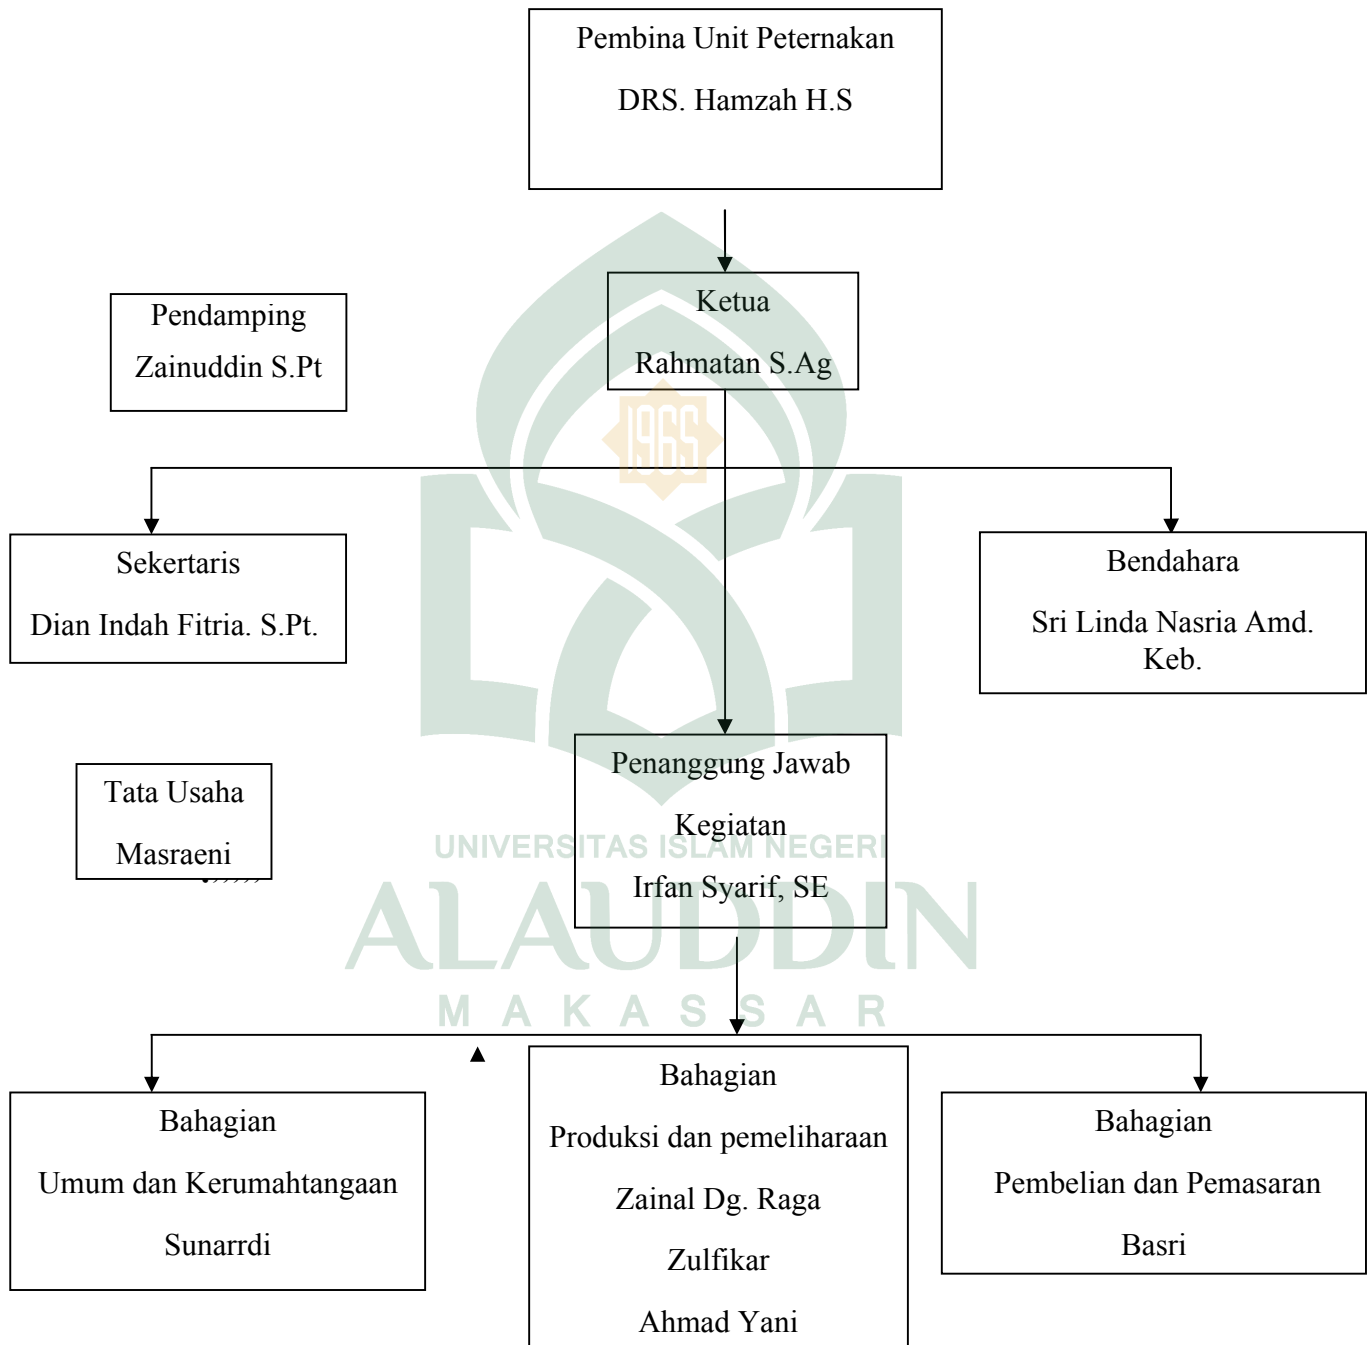 Pembina Unit Peternakan
DRS. Hamzah H.S
Ketua
Rahmatan S.Ag
Pendamping
Zainuddin S.Pt
1965
Sekertaris
Dian Indah Fitria. S.Pt.
Bendahara
Sri Linda Nasria Amd.
Keb.
Penanggung Jawab
Kegiatan
Irfan Syarif, SE
Tata Usaha
Masraeni
UNIVERSITAS ISLAM NEGERI
ALAUDDIN
MAKASSAR
Bahagian
Umum dan Kerumahtangaan
Sunarrdi
Bahagian
Produksi dan pemeliharaan
Zainal Dg. Raga
Zulfikar
Ahmad Yani
Bahagian
Pembelian dan Pemasaran
Basri